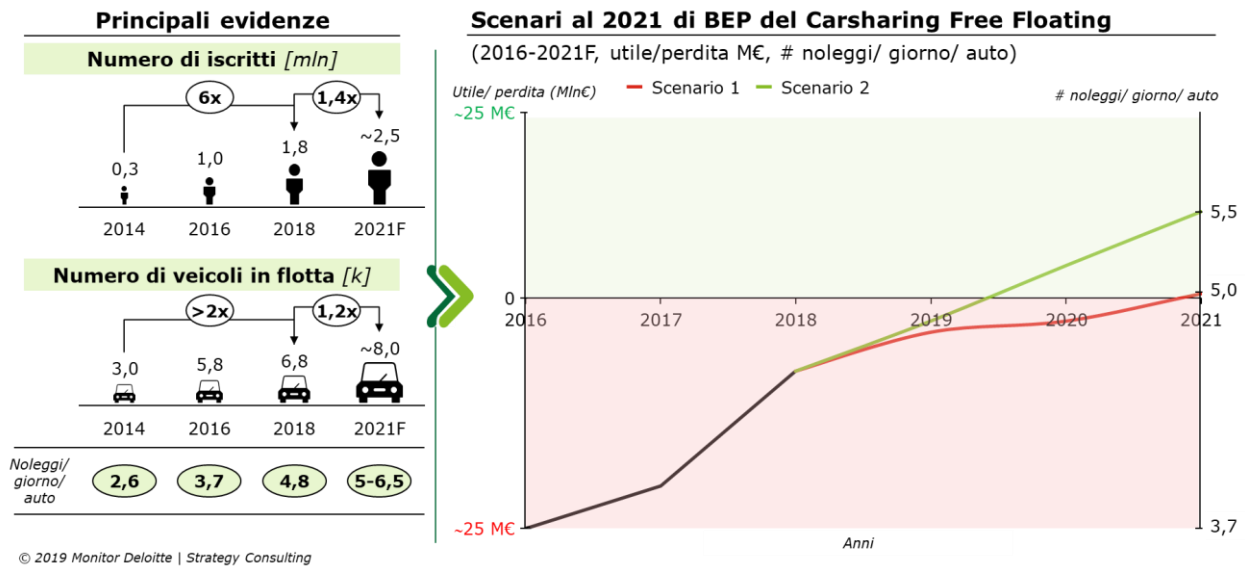 Principali evidenze
Numero di iscritti [mln]
6x
1,4x
0,3
1,0
1,8
~2,5
2014
2016
2018
2021F
Numero di veicoli in flotta [k]
>2x
1,2x
3,0
5,8
6,8
~8,0
2014
2016
2018
2021F
Noleggi/
giorno/
auto
2,6
3,7
4,8
5-6,5
© 2019 Monitor Deloitte | Strategy Consulting
Scenari al 2021 di BEP del Carsharing Free Floating
(2016-2021F, utile/perdita M€, # noleggi/ giorno/ auto)
Utile/ perdita (Mln€)
Scenario 1
Scenario 2
# noleggi/ giorno/ auto
~25 M€
5,5
0
5,0
2016
2017
2018
2019
2020
2021
~25 M€
3,7
Anni